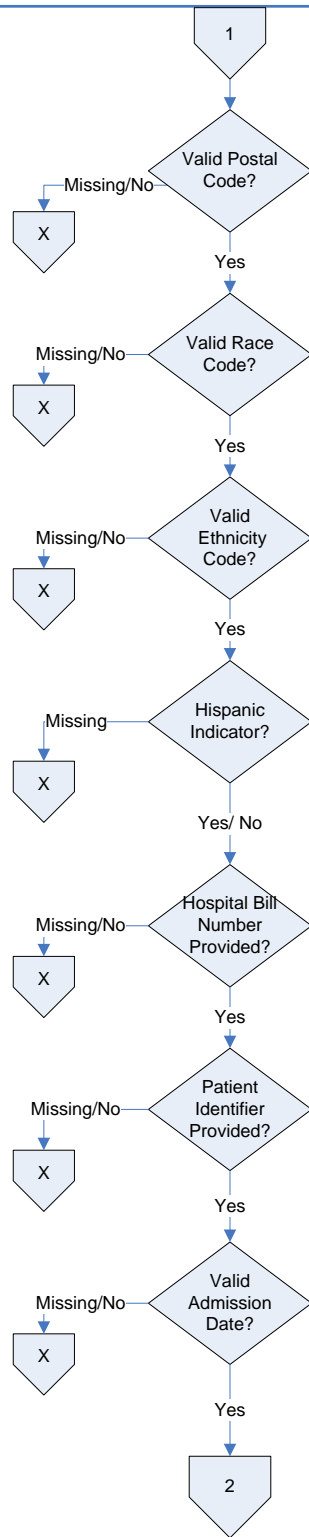 1
Valid Postal
Code?
Missing/No
X
Yes
Valid Race
Code?
Missing/No
X
Yes
Valid
Ethnicity
Code?
Missing/No
X
Yes
Hispanic
Indicator?
Missing
X
Yes/ No
Hospital Bill
Number
Provided?
Missing/No
X
Yes
Patient
Identifier
Provided?
Missing/No
X
Yes
Valid
Admission
Date?
Missing/No
X
Yes
2